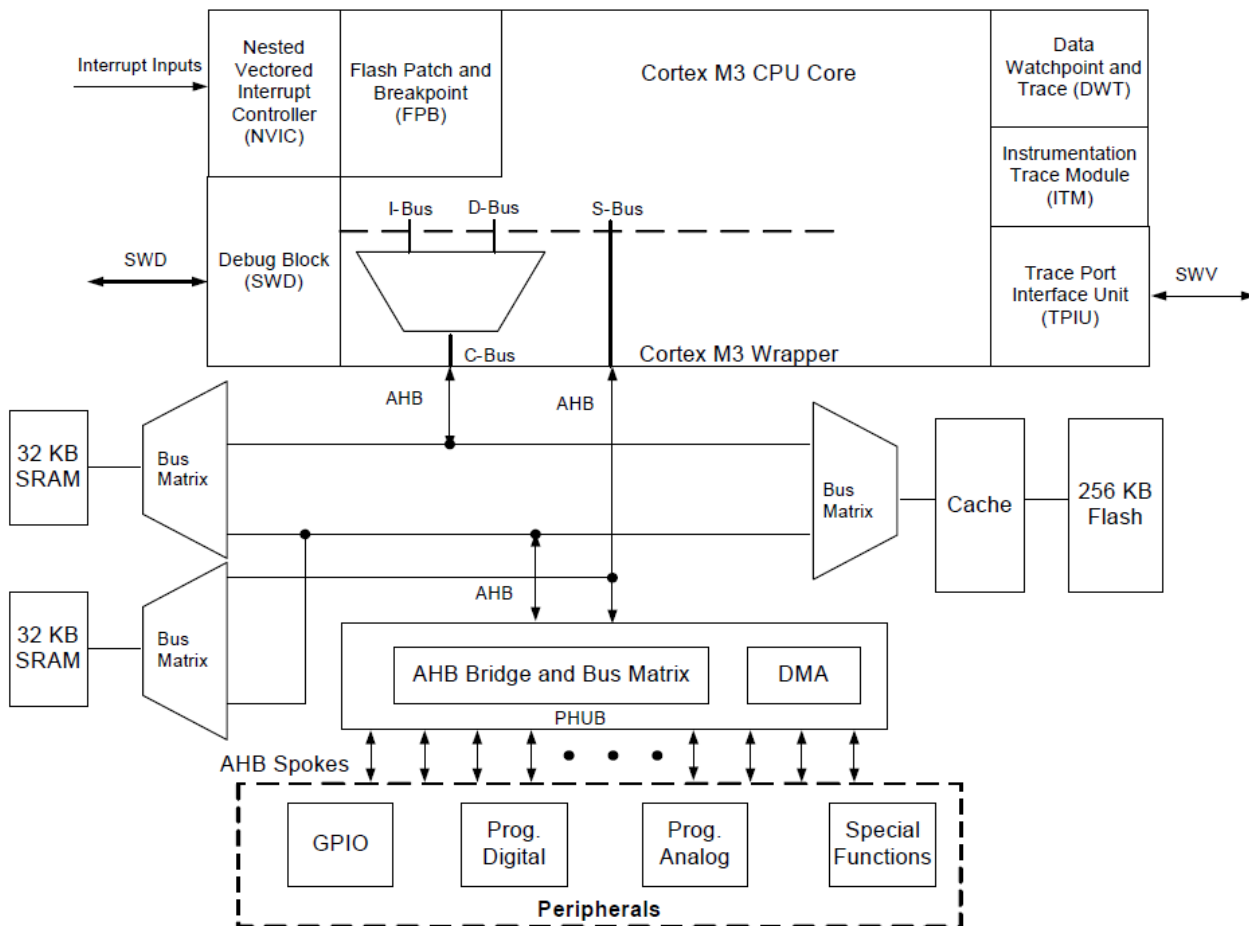 Interrupt Inputs
Nested
Vectored
Interrupt
Controller
(NVIC)
Flash Patch and
Breakpoint
(FPB)
Cortex M3 CPU Core
Data
Watchpoint and
Trace (DWT)
Instrumentation
Trace Module
(ITM)
I-Bus
D-Bus
S-Bus
SWD
Debug Block
(SWD)
Trace Port
Interface Unit
(TPIU)
SWV
C-Bus
Cortex M3 Wrapper
AHB
AHB
32 KB
SRAM
Bus
Matrix
Bus
Matrix
Cache
256 KB
Flash
AHB
32 KB
SRAM
Bus
Matrix
AHB Bridge and Bus Matrix
DMA
PHUB
AHB Spokes
GPIO
Prog.
Digital
Prog.
Analog
Special
Functions
Peripherals